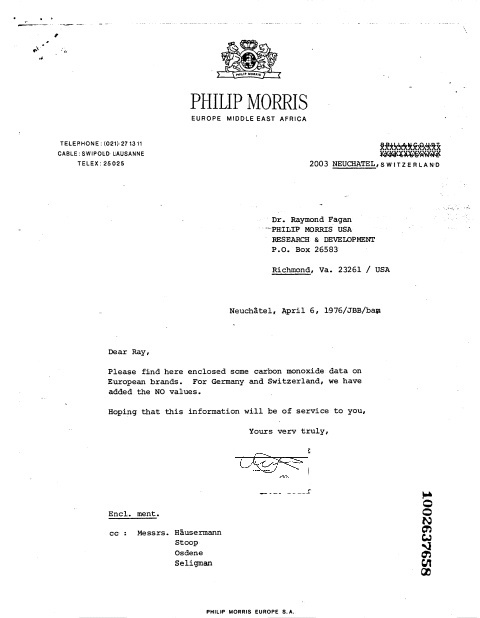 PHILIP MORRIS
PHILIP MORRIS
EUROPE MIDDLE EAST AFRICA
TELEPHONE: (021) 27 13 11
CABLE: SWIPOLD LAUSANNE
TELEX: 25025
BRILLANCOURT
1000 LAUSANNE
2003 NEUCHATEL, SWITZERLAND
Dr. Raymond Fagan
PHILIP MORRIS USA
RESEARCH & DEVELOPMENT
P.O. Box 26583
Richmond, Va. 23261 / USA
Neuchâtel, April 6, 1976/JBB/bam
Dear Ray,
Please find here enclosed some carbon monoxide data on
European brands. For Germany and Switzerland, we have
added the NO values.
Hoping that this information will be of service to you,
Yours very truly,
Encl. ment.
cc : Messrs. Häusermann
Stoop
Osdene
Seligman
1002637658
PHILIP MORRIS EUROPE S.A.